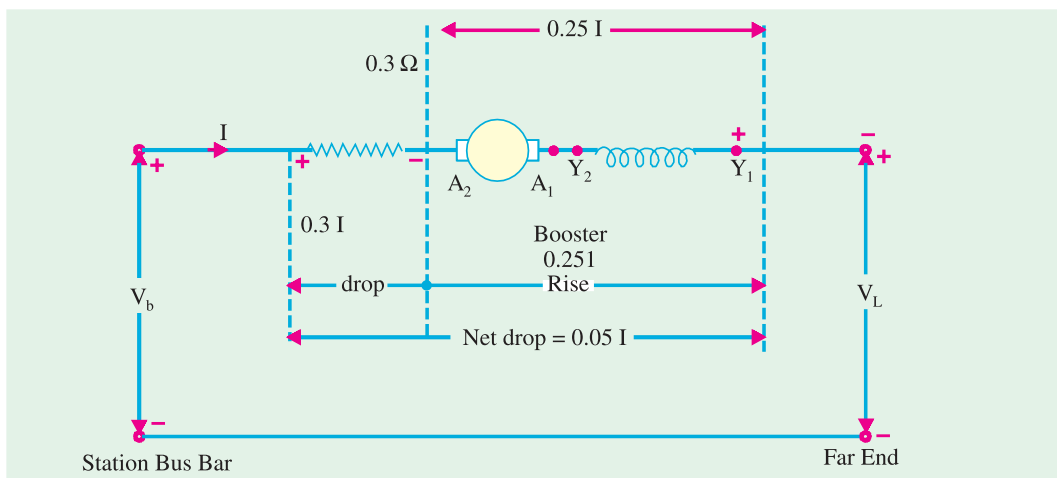 0.25 I
0.3 Ω
I
+
+
–
+
–
+
A2
A1
Y2
Y1
0.3 I
Booster
0.251
drop
Rise
Vb
VL
Net drop = 0.05 I
–
–
Station Bus Bar
Far End